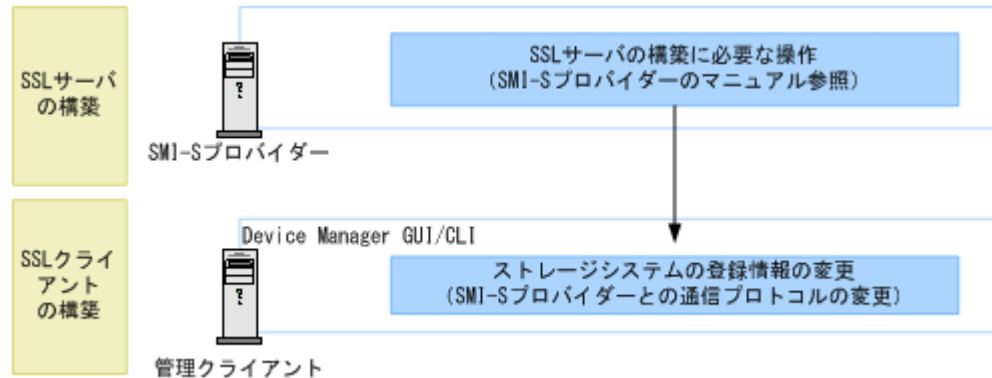 SSLサーバ
の構築
SSLサーバの構築に必要な操作
(SMI-Sプロバイダーのマニュアル参照)
SMI-Sプロバイダー
SSLクライ
アント
の構築
Device Manager GUI/CLI
ストレージシステムの登録情報の変更
(SMI-Sプロバイダーとの通信プロトコルの変更)
管理クライアント